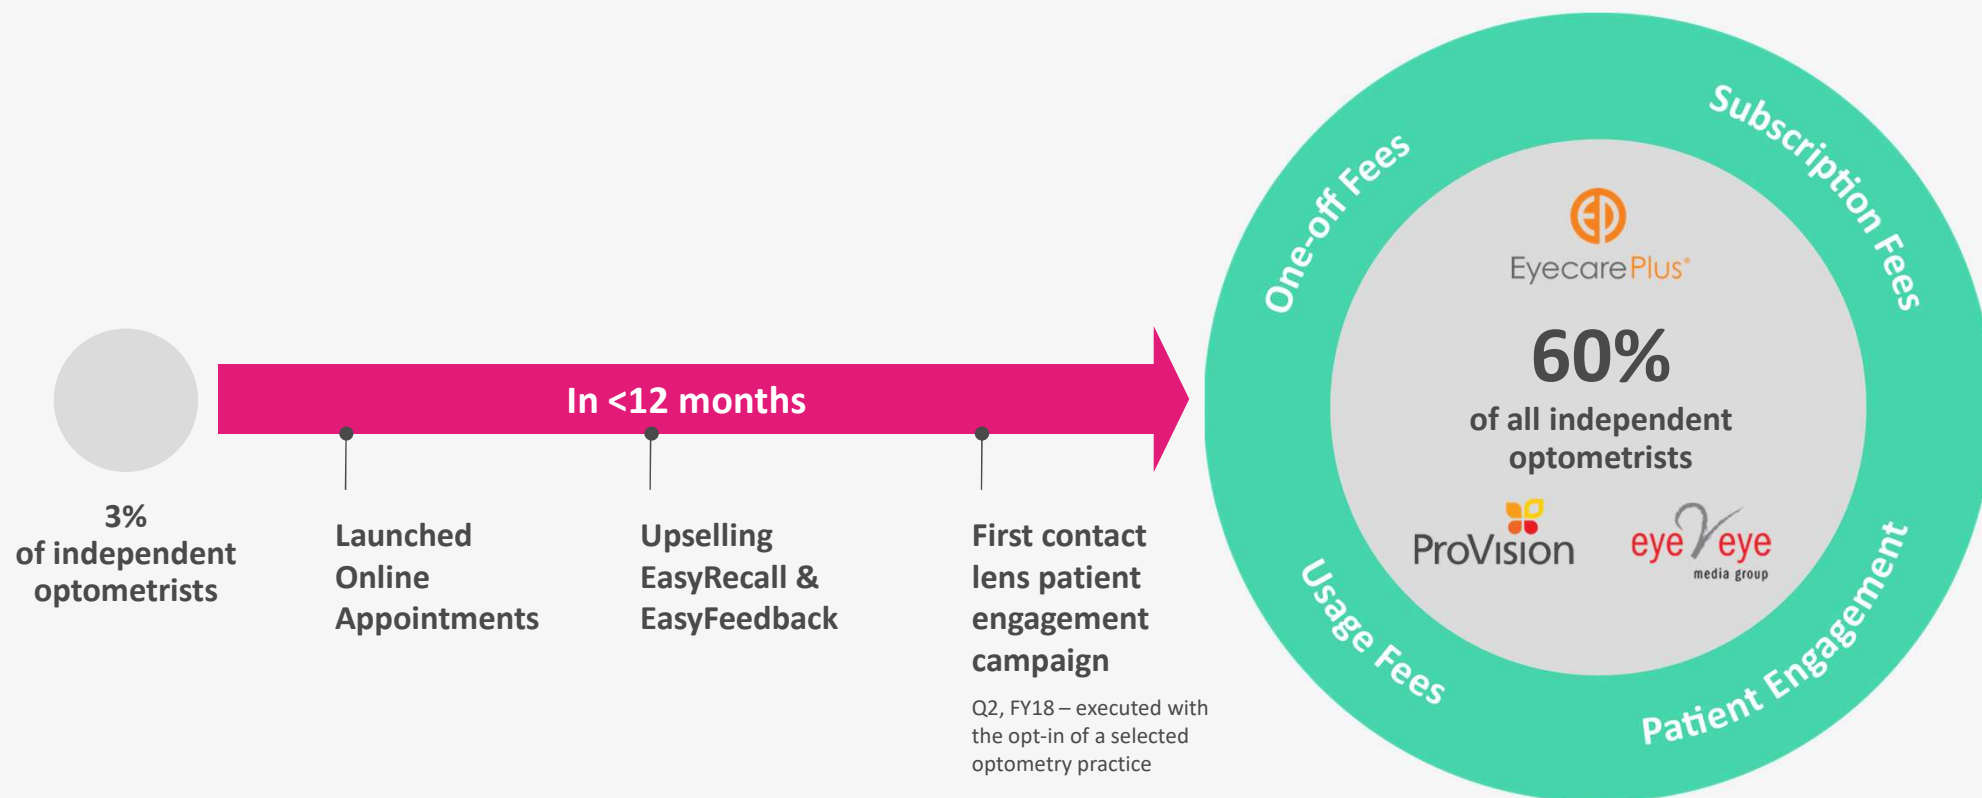 3%
of independent
optometrists
In <12 months
Launched
Online
Appointments
Upselling
EasyRecall &
EasyFeedback
First contact
lens patient
engagement
campaign
Q2, FY18 – executed with
the opt-in of a selected
optometry practice
One-off Fees
Subscription Fees
Usage Fees
Patient Engagement
EyecarePlus®
60%
of all independent
optometrists
ProVision
eye eye
media group